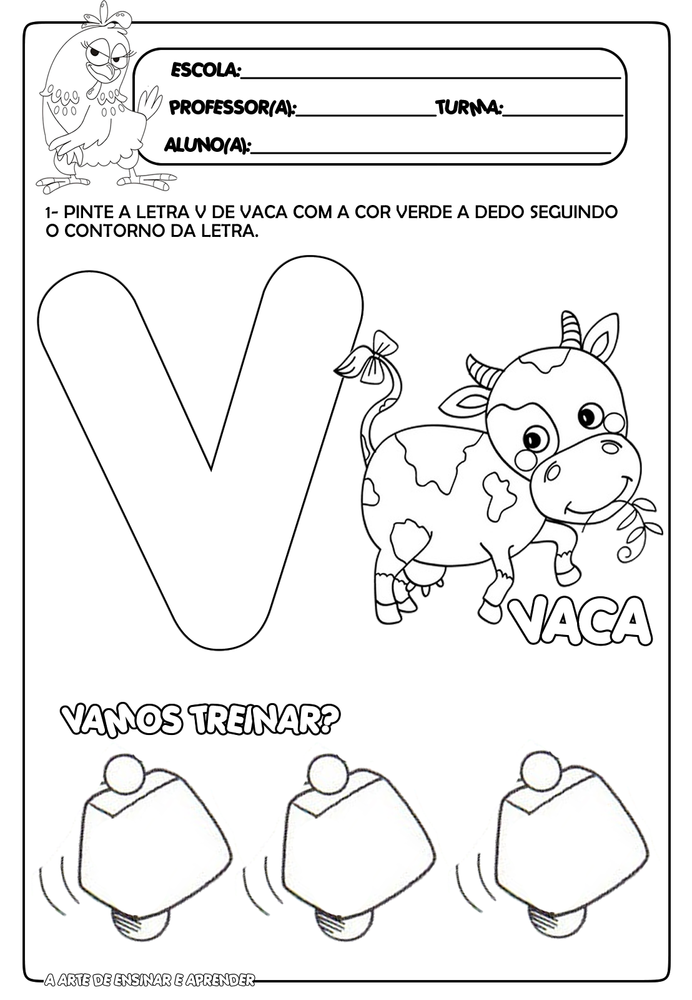 ESCOLA:
PROFESSOR(A): TURMA:
ALUNO(A):
1- PINTE A LETRA V DE VACA COM A COR VERDE A DEDO SEGUINDO
O CONTORNO DA LETRA.
V
VACA
VAMOS TREINAR?
A ARTE DE ENSINAR E APRENDER